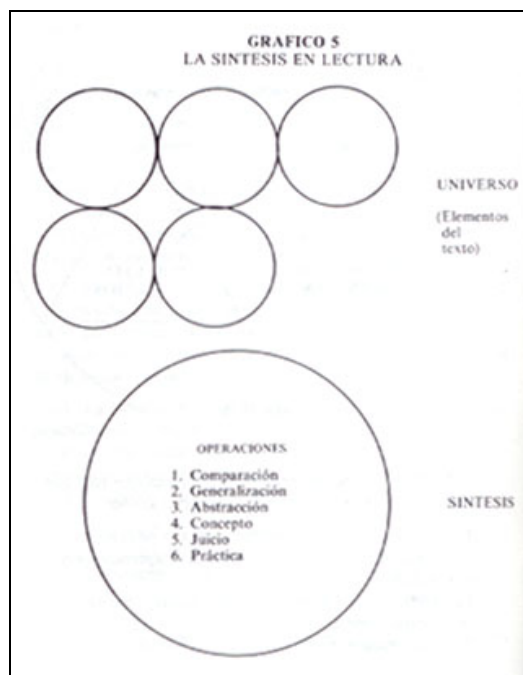 GRAFICO 5
LA SINTESIS EN LECTURA
UNIVERSO
(Elementos
del
texto)
OPERACIONES
1. Comparación
2. Generalización
3. Abstracción
4. Concepto
5. Juicio
6. Práctica
SINTESIS